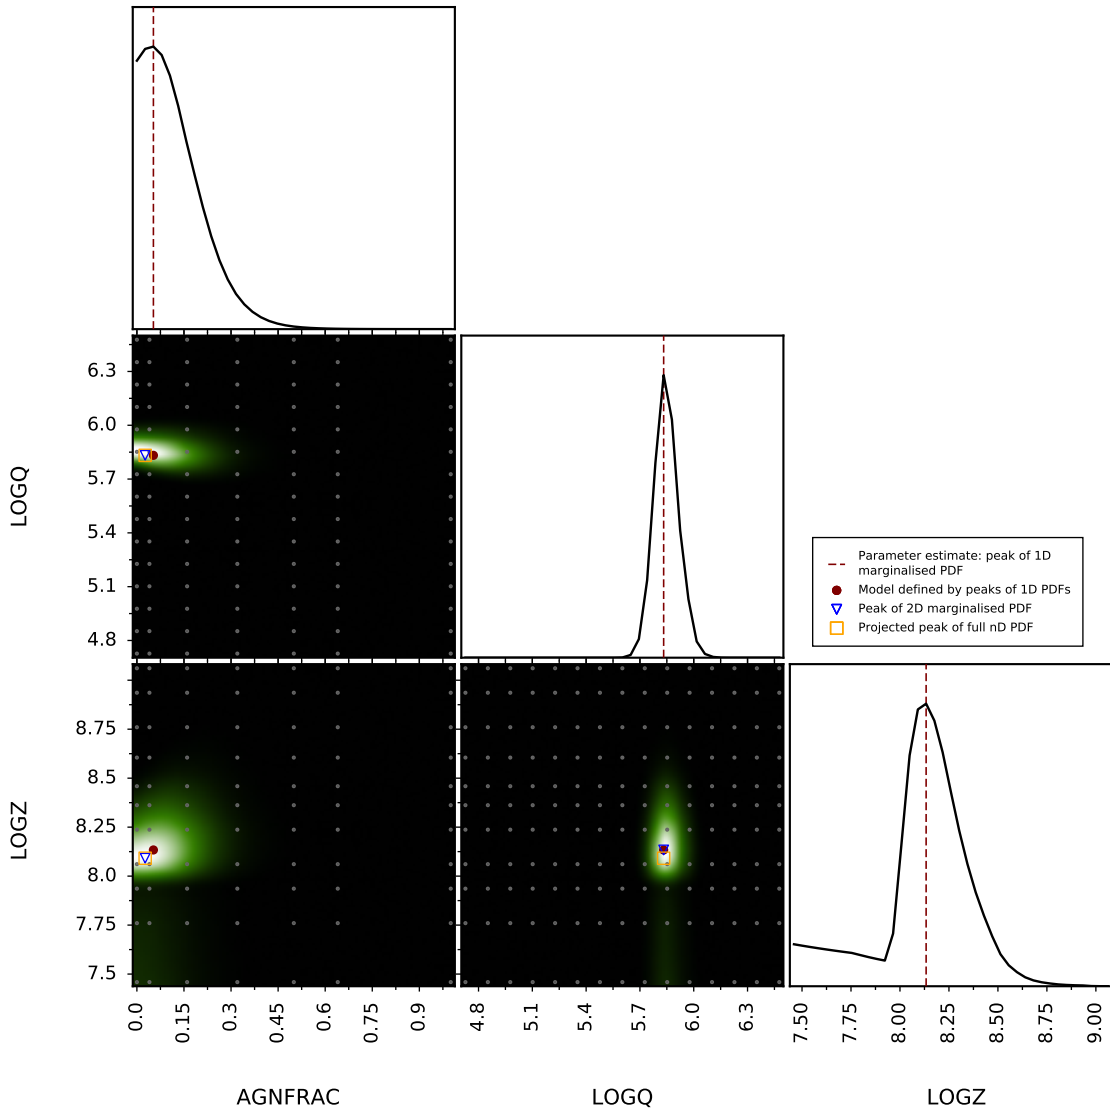 6.3
6.0
5.7
5.4
5.1
4.8
LOGQ
Parameter estimate: peak of 1D
marginalised PDF
Model defined by peaks of 1D PDFs
Peak of 2D marginalised PDF
Projected peak of full nD PDF
8.75
8.5
8.25
8.0
7.75
7.5
LOGZ
0.0 0.15 0.3 0.45 0.6 0.75 0.9
4.8 5.1 5.4 5.7 6.0 6.3
7.50 7.75 8.00 8.25 8.50 8.75 9.00
AGNFRAC LOGQ LOGZ